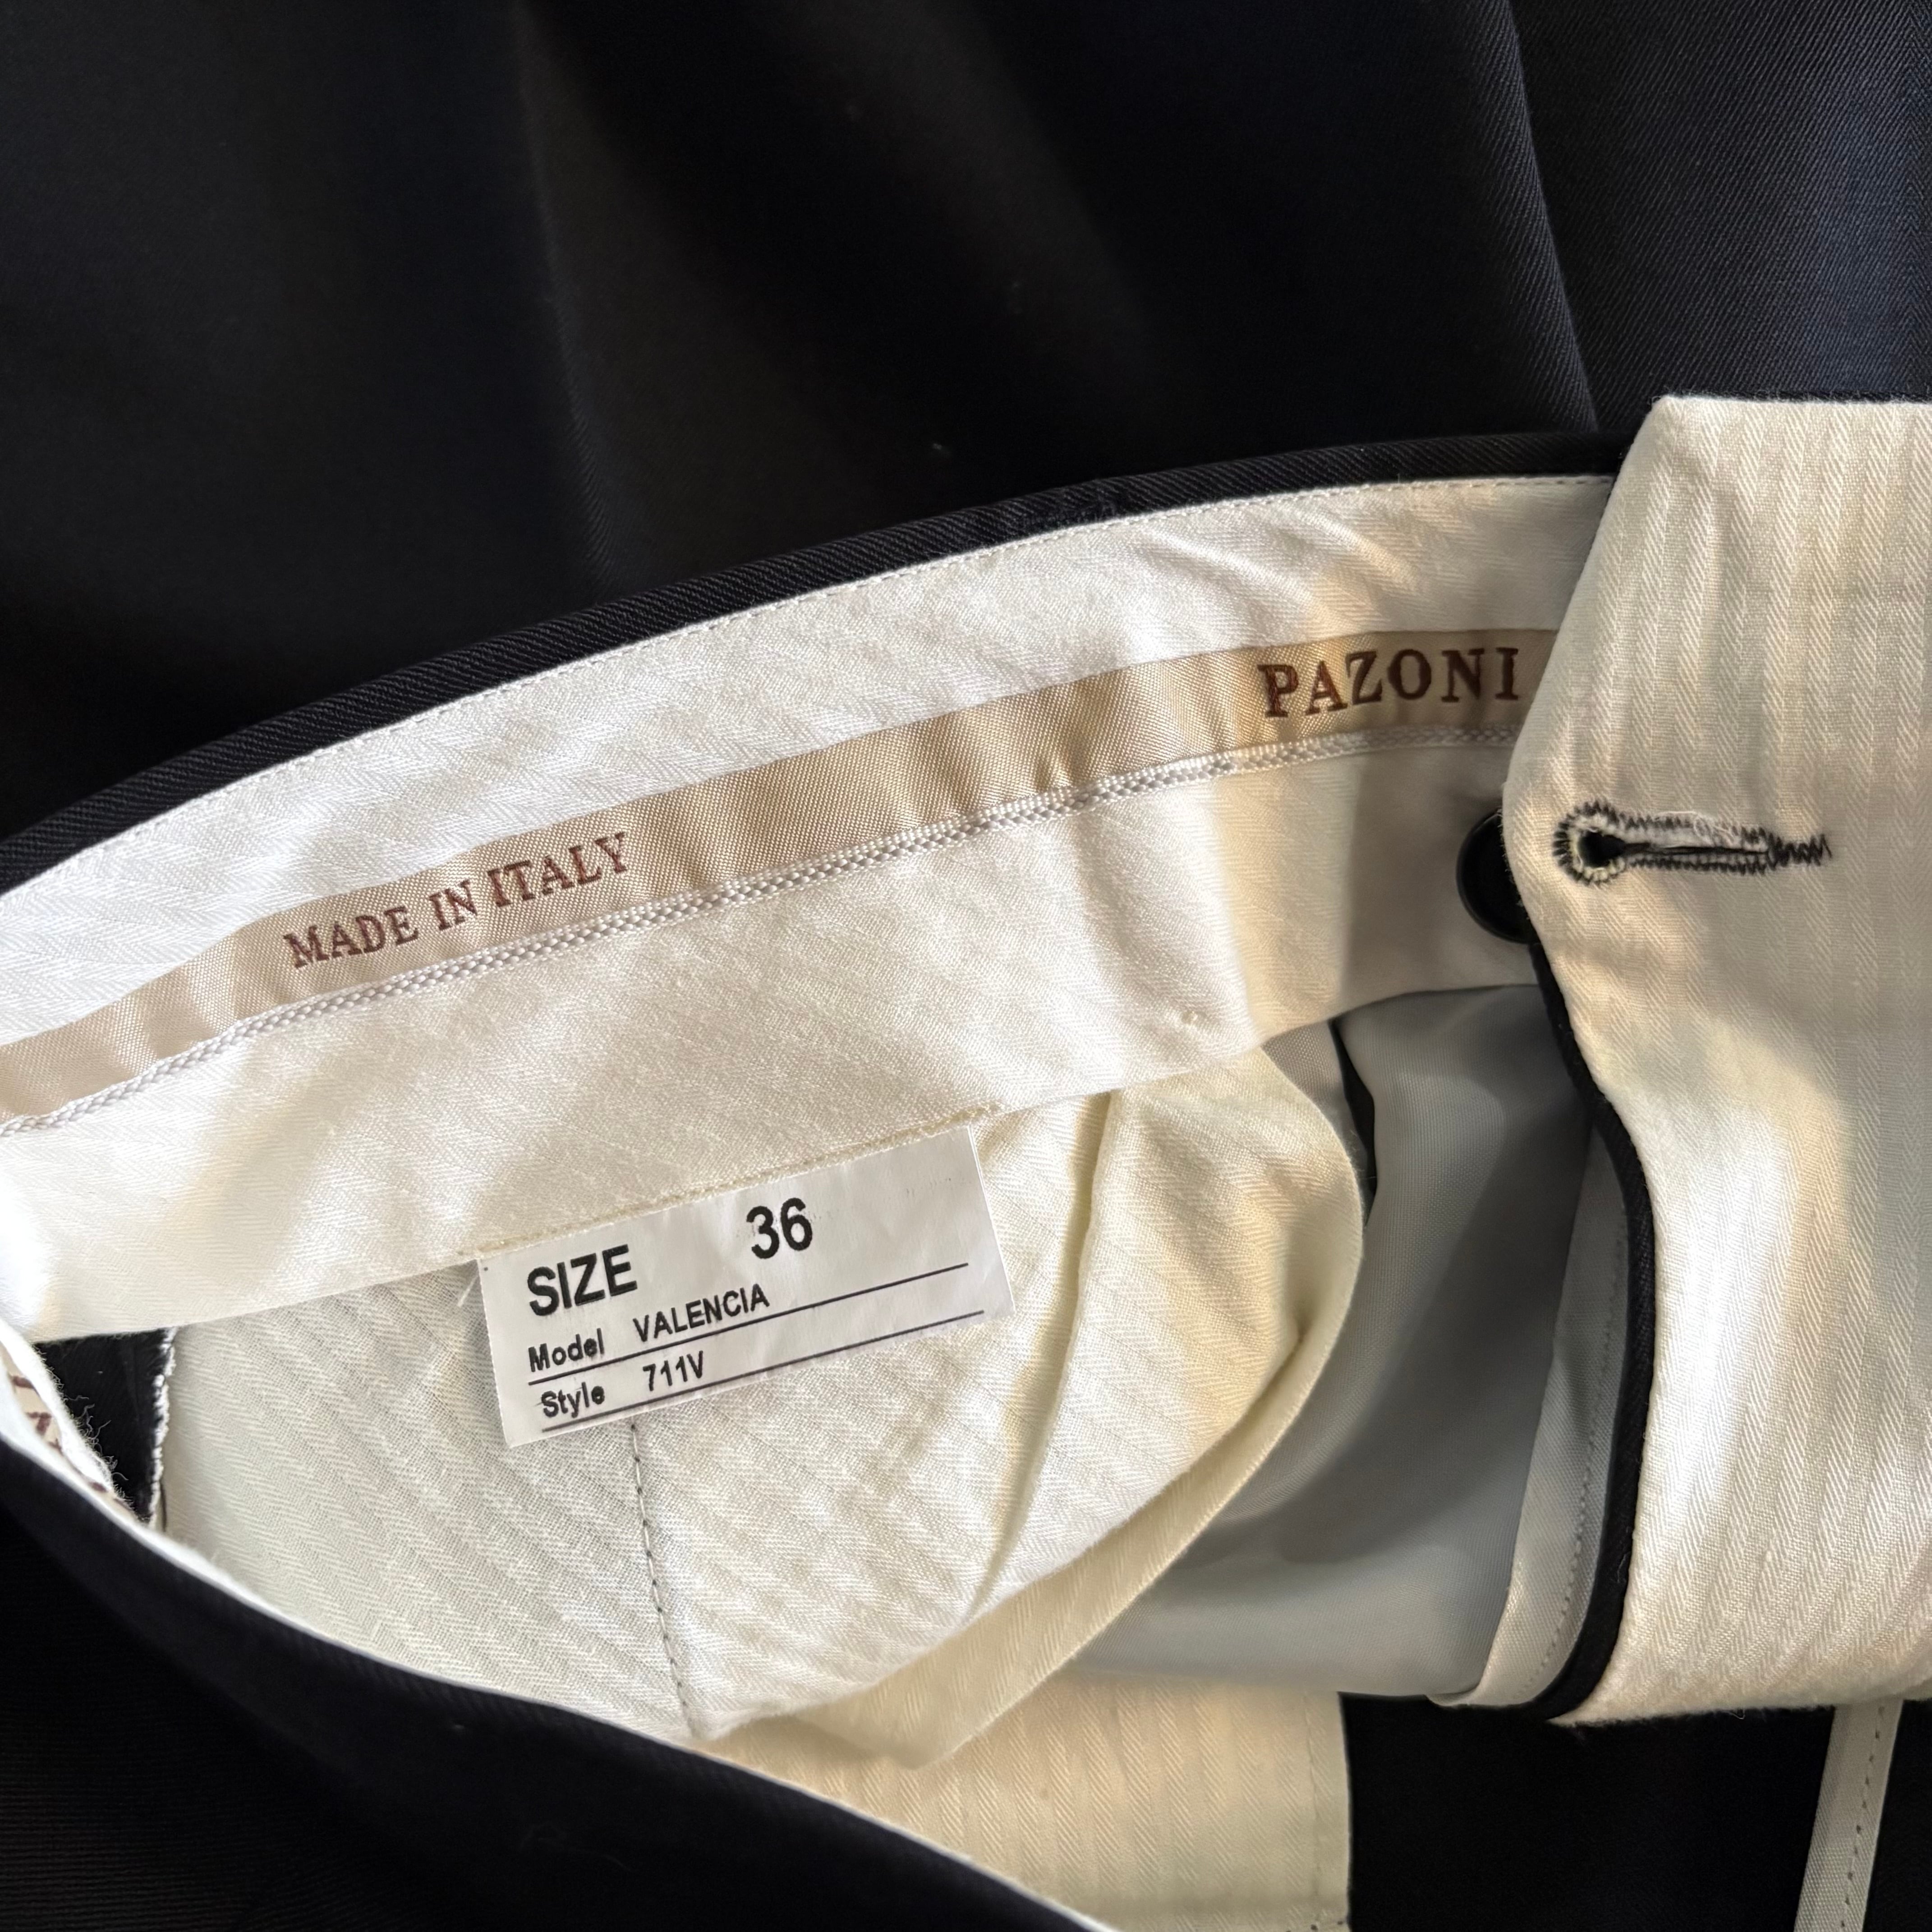 PAZONI
MADE IN ITALY
SIZE 36
Model VALENCIA
Style 711V